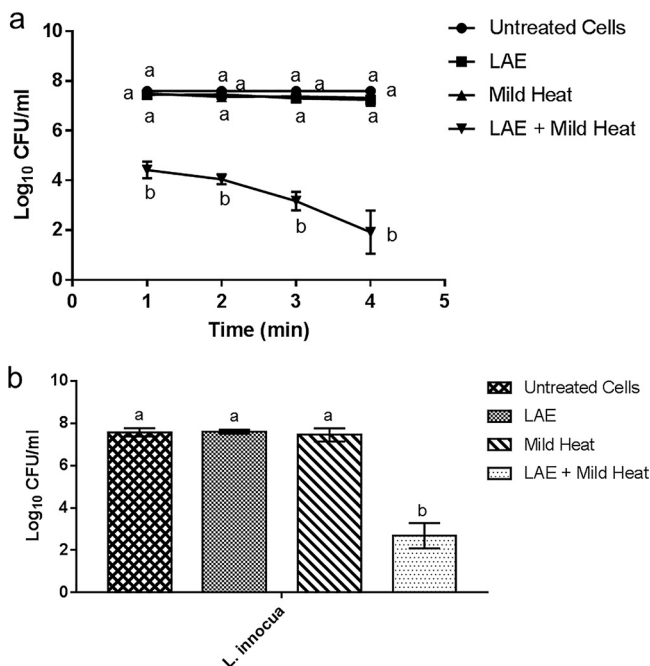 a
Untreated Cells
LAE
Mild Heat
LAE + Mild Heat
Log10 CFU/ml
10
8
6
4
2
0
a a a a
a a a a
a a a a
b b b b
0 1 2 3 4 5
Time (min)
b
Untreated Cells
LAE
Mild Heat
LAE + Mild Heat
Log10 CFU/ml
10
8
6
4
2
0
a a a
b
L. innocua